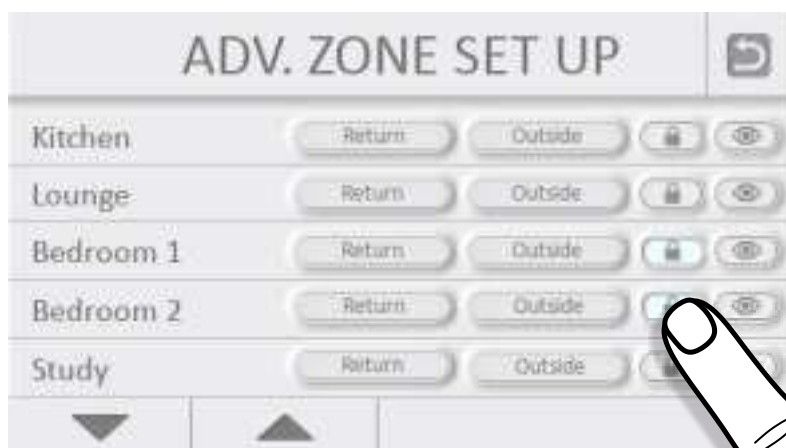 ADV. ZONE SET UP
Kitchen Return Outside
Lounge Return Outside
Bedroom 1 Return Outside
Bedroom 2 Return Outside
Study Return Outside